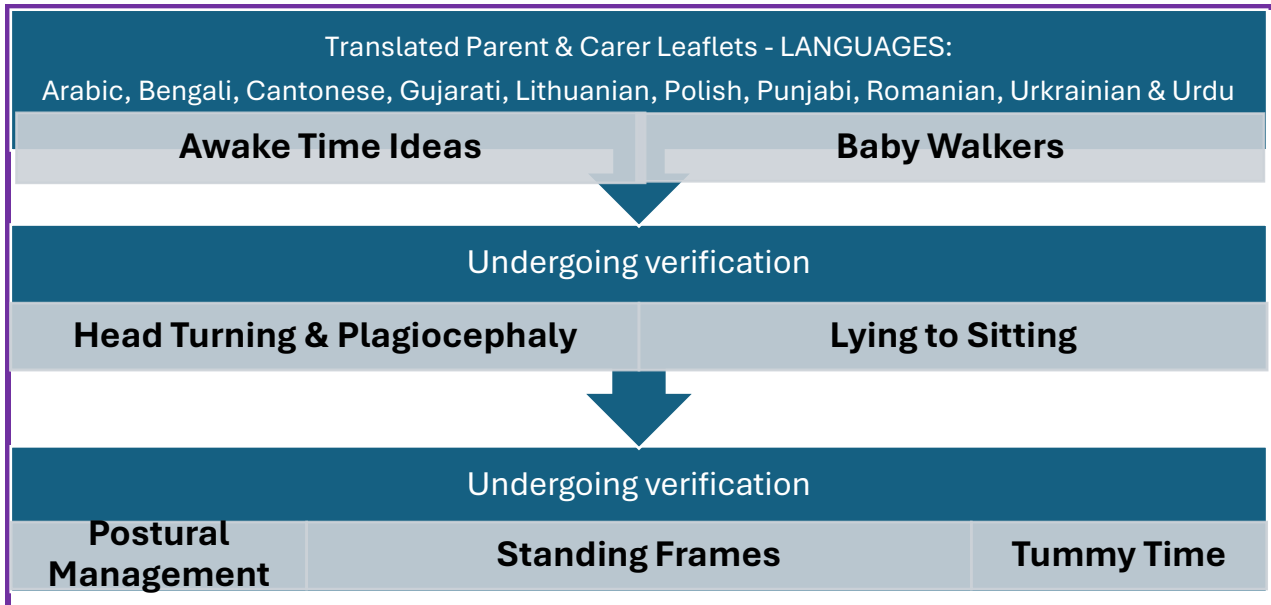 Translated Parent & Carer Leaflets - LANGUAGES:
Arabic, Bengali, Cantonese, Gujarati, Lithuanian, Polish, Punjabi, Romanian, Urkrainian & Urdu
Awake Time Ideas
Baby Walkers
Undergoing verification
Head Turning & Plagiocephaly
Lying to Sitting
Undergoing verification
Postural
Management
Standing Frames
Tummy Time